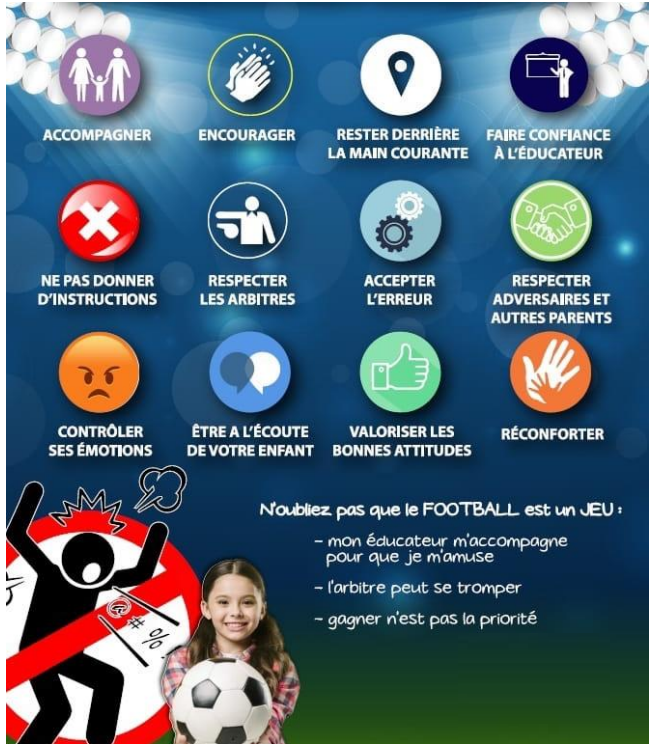 ACCOMPAGNER
ENCOURAGER
RESTER DERRIÈRE
LA MAIN COURANTE
FAIRE CONFIANCE
À L'ÉDUCATEUR
NE PAS DONNER
D'INSTRUCTIONS
RESPECTER
LES ARBITRES
ACCEPTER
L'ERREUR
RESPECTER
ADVERSAIRES ET
AUTRES PARENTS
CONTRÔLER
SES ÉMOTIONS
ÊTRE A L'ÉCOUTE
DE VOTRE ENFANT
VALORISER LES
BONNES ATTITUDES
RÉCONFORTER
N'oubliez pas que le FOOTBALL est un JEU :
- mon éducateur m'accompagne
pour que je m'amuse
- l'arbitre peut se tromper
- gagner n'est pas la priorité
@#%